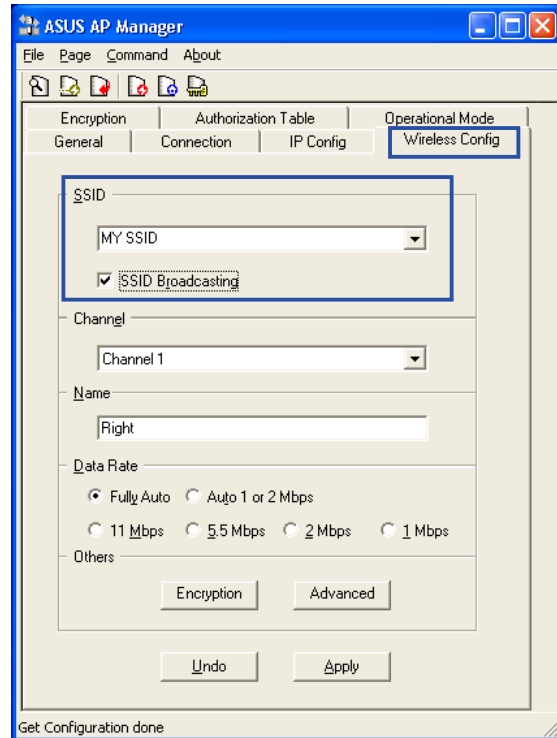 ASUS AP Manager
File Page Command About
Encryption Authorization Table Operational Mode
General Connection IP Config Wireless Config
SSID
MY SSID
SSID Broadcasting
Channel
Channel 1
Name
Right
Data Rate
Fully Auto Auto 1 or 2 Mbps
11 Mbps 5.5 Mbps 2 Mbps 1 Mbps
Others
Encryption Advanced
Undo Apply
Get Configuration done